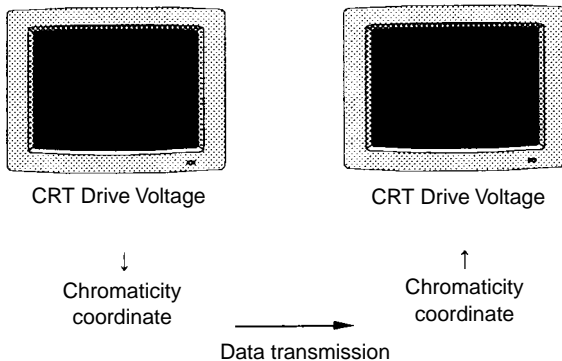 CRT Drive Voltage
CRT Drive Voltage
↓
↑
Chromaticity
coordinate
Chromaticity
coordinate
Data transmission